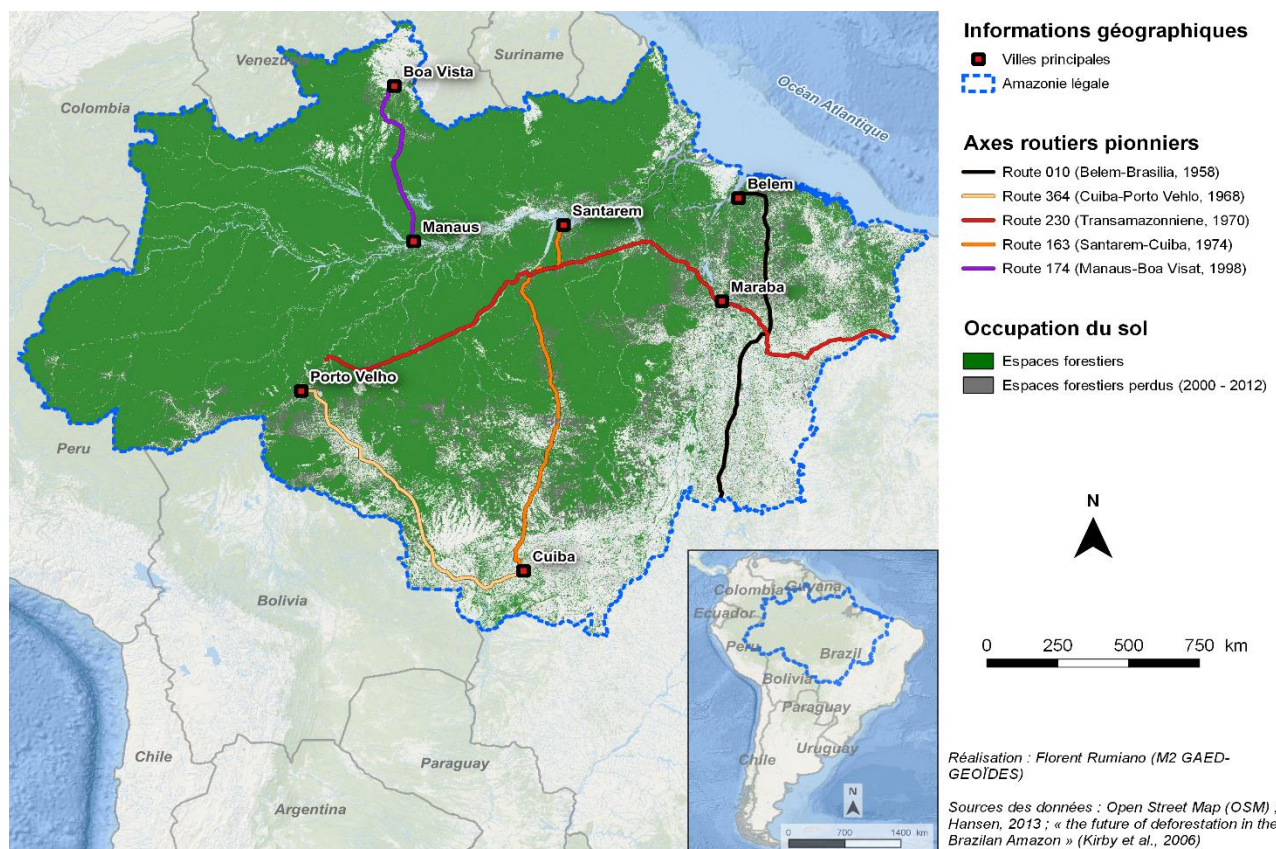 Venezuela
Suriname
Boa Vista
Colombia
Océan Atlantique
Belem
Santarem
Manaus
Maraba
Porto Velho
Peru
Cuiba
Bolivia
Chile
Paraguay
Argentina
Informations géographiques
Villes principales
Amazonie légale
Axes routiers pionniers
Route 010 (Belem-Brasilia, 1958)
Route 364 (Cuiba-Porto Vehlo, 1968)
Route 230 (Transamazonniene, 1970)
Route 163 (Santarem-Cuiba, 1974)
Route 174 (Manaus-Boa Visat, 1998)
Occupation du sol
Espaces forestiers
Espaces forestiers perdus (2000 - 2012)
N
0 250 500 750 km
Colombia Guyana
Ecuador
Peru
Brazil
Bolivia
Paraguay
Uruguay
Chile
N
0 700 1400 km
Réalisation : Florent Rumiano (M2 GAED-
GEOÏDES)
Sources des données : Open Street Map (OSM) ;
Hansen, 2013 ; « the future of deforestation in the
Brazilan Amazon » (Kirby et al., 2006)